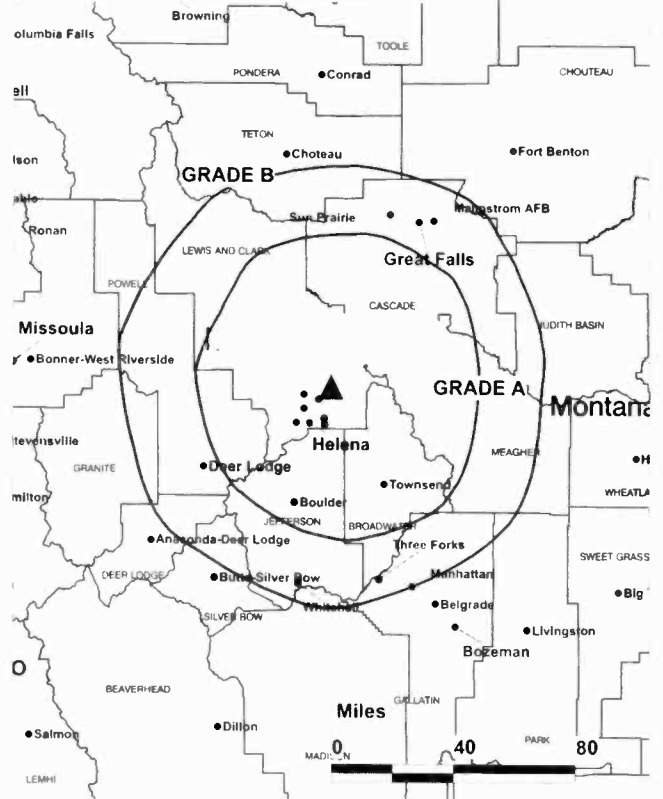 Browning
olumbia Falls
TOOLE
PONDERA
Conrad
CHOUTEAU
ell
TETON
Choteau
Fort Benton
lson
GRADE B
Ronan
Sun Prairie
Malmstrom AFB
LEWIS AND CLARK
Great Falls
POWELL
CASCADE
Missoula
JUDITH BASIN
Bonner-West Riverside
GRADE A
Montana
Helena
tevensville
MEAGHER
GRANITE
Deer Lodge
H
Townsend
milton
WHEATLA
Boulder
JEFFERSON
BROADWATER
Anaconda-Deer Lodge
Three Forks
SWEET GRASS
DEER LODGE
Butte-Silver Bow
Manhattan
Big
Whitehall
Belgrade
SILVER BOW
Livingston
Bozeman
O
BEAVERHEAD
GALLATIN
Miles
Dillon
Salmon
PARK
0 40 80
MADISON
LEMHI